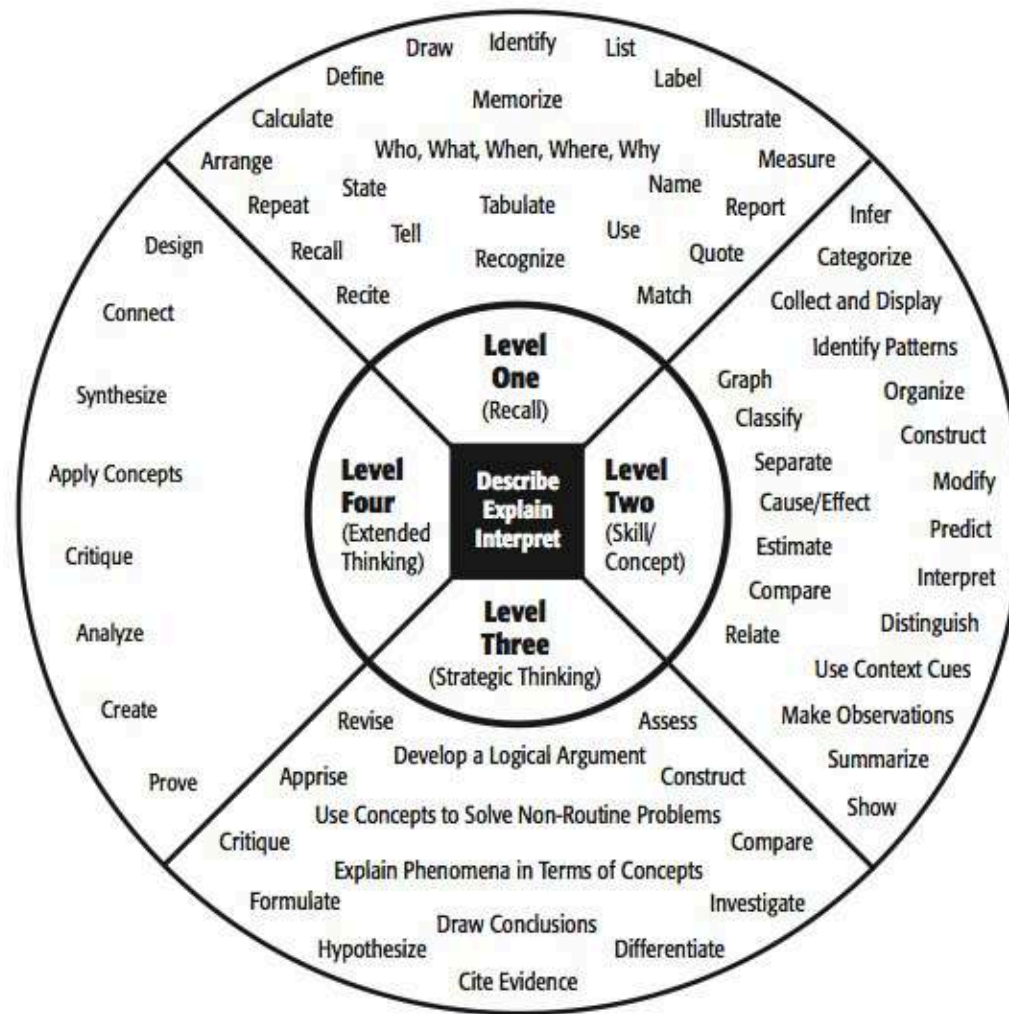 Draw
Identify
List
Define
Label
Memorize
Calculate
Illustrate
Who, What, When, Where, Why
Arrange
Measure
State
Name
Repeat
Tabulate
Report
Tell
Use
Recall
Recognize
Quote
Recite
Match
Level
One
(Recall)
Infer
Categorize
Collect and Display
Identify Patterns
Graph
Organize
Classify
Construct
Separate
Modify
Cause/Effect
Predict
Estimate
Interpret
Compare
Distinguish
Relate
Use Context Cues
Make Observations
Summarize
Show
Level
Two
(Skill/
Concept)
Describe
Explain
Interpret
Level
Three
(Strategic Thinking)
Revise
Assess
Develop a Logical Argument
Apprise
Construct
Use Concepts to Solve Non-Routine Problems
Critique
Compare
Explain Phenomena in Terms of Concepts
Formulate
Investigate
Draw Conclusions
Hypothesize
Differentiate
Cite Evidence
Level
Four
(Extended
Thinking)
Design
Connect
Synthesize
Apply Concepts
Critique
Analyze
Create
Prove